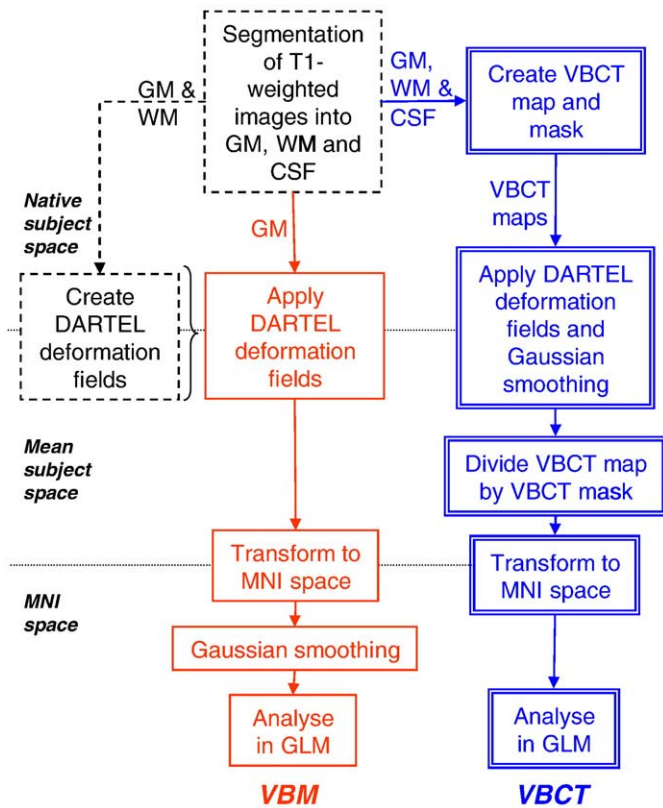 Segmentation
of T1-
weighted
images into
GM, WM and
CSF
GM &
WM
GM,
WM &
CSF
Create VBCT
map and
mask
VBCT
maps
Native
subject
space
GM
Create
DARTEL
deformation
fields
Apply
DARTEL
deformation
fields
Apply DARTEL
deformation
fields and
Gaussian
smoothing
Mean
subject
space
Divide VBCT map
by VBCT mask
Transform to
MNI space
Transform to
MNI space
MNI
space
Gaussian smoothing
Analyse
in GLM
Analyse
in GLM
VBM
VBCT